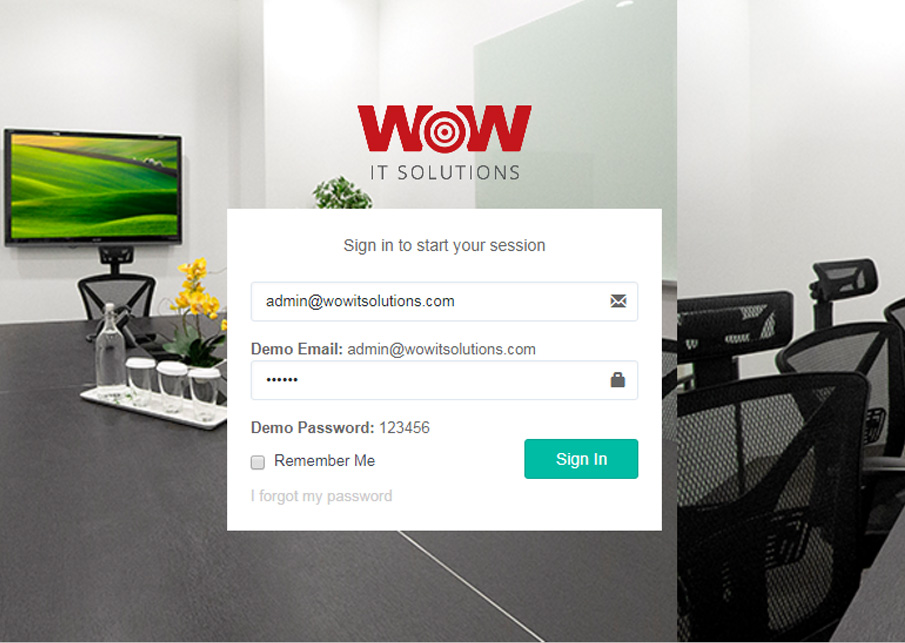 WOW
IT SOLUTIONS
Sign in to start your session
admin@wowitsolutions.com
Demo Email: admin@wowitsolutions.com
••••••
Demo Password: 123456
Remember Me
Sign In
I forgot my password